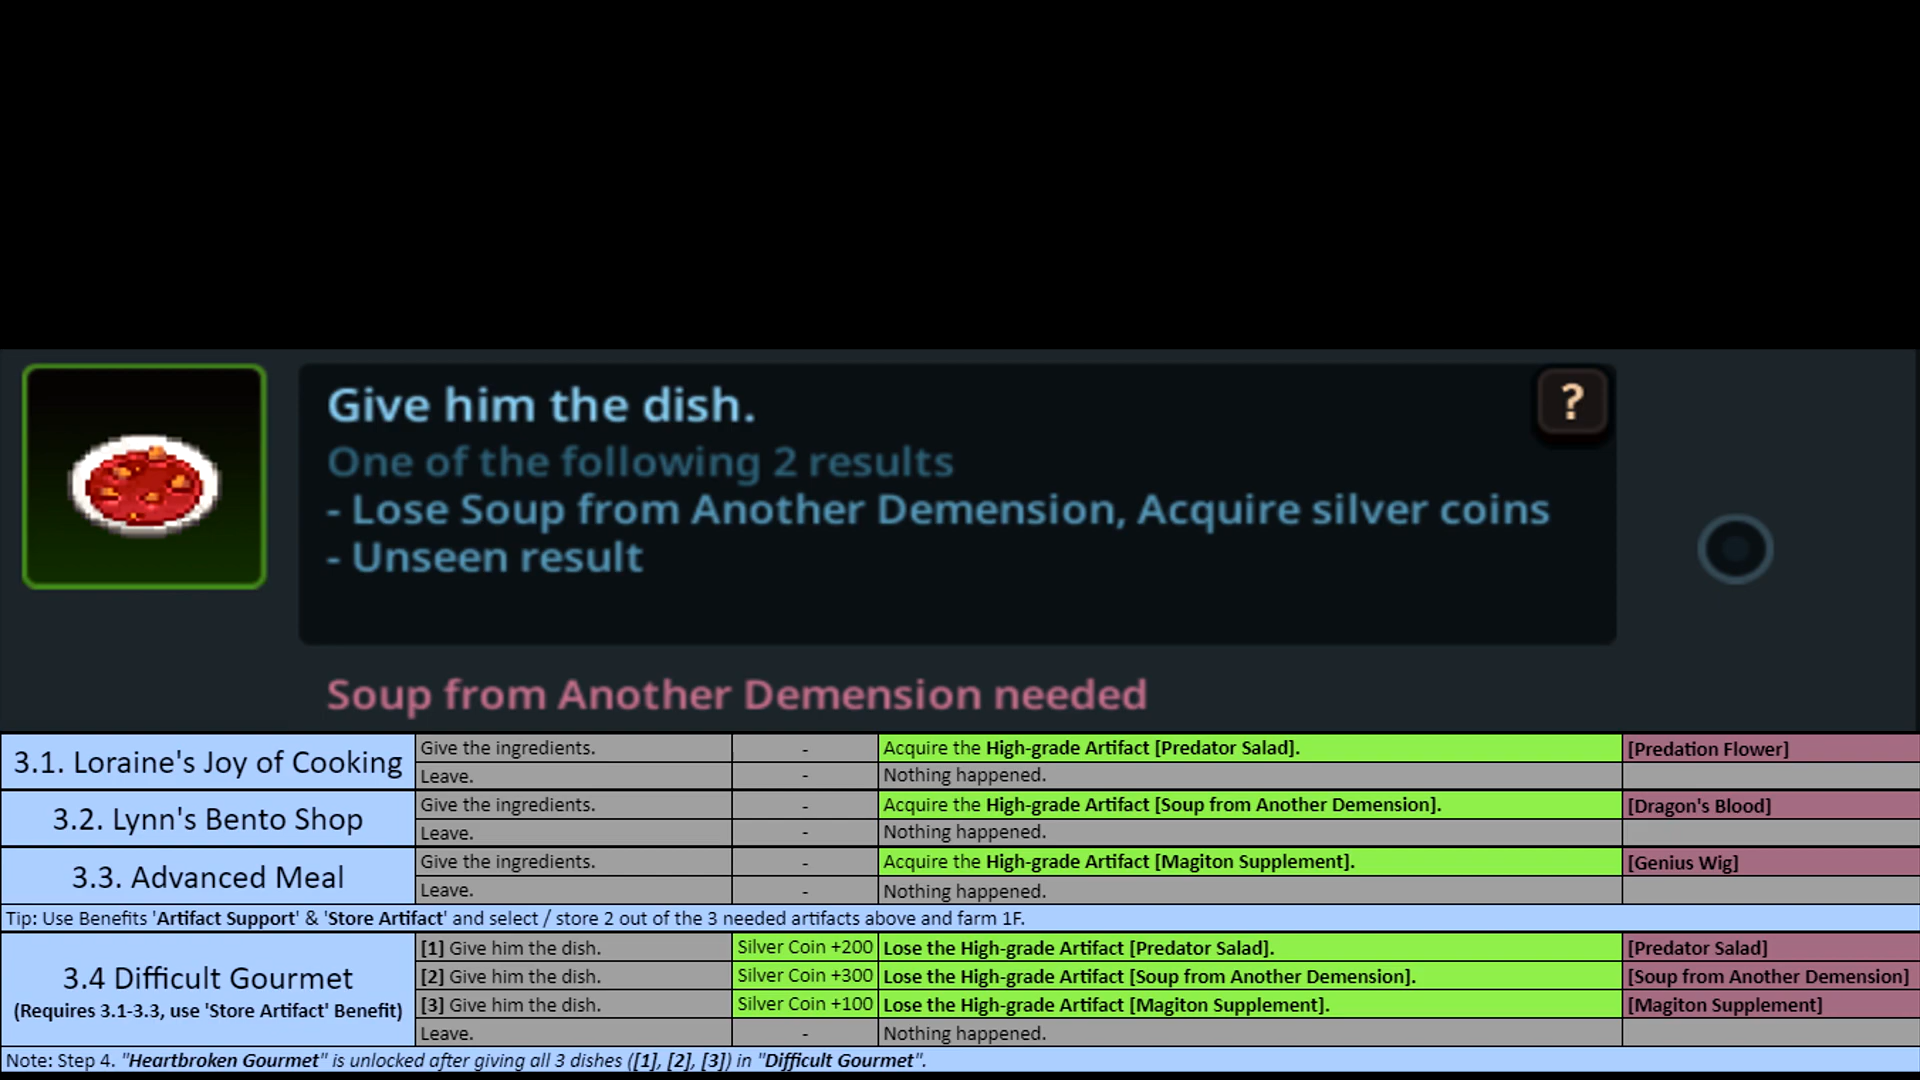 Give him the dish.
?
One of the following 2 results
- Lose Soup from Another Demension, Acquire silver coins
- Unseen result
Soup from Another Demension needed
3.1. Loraine's Joy of Cooking
Give the ingredients. - Acquire the High-grade Artifact [Predator Salad]. [Predation Flower]
Leave. - Nothing happened.
3.2. Lynn's Bento Shop
Give the ingredients. - Acquire the High-grade Artifact [Soup from Another Demension]. [Dragon's Blood]
Leave. - Nothing happened.
3.3. Advanced Meal
Give the ingredients. - Acquire the High-grade Artifact [Magiton Supplement]. [Genius Wig]
Leave. - Nothing happened.
Tip: Use Benefits 'Artifact Support' & 'Store Artifact' and select / store 2 out of the 3 needed artifacts above and farm 1F.
3.4 Difficult Gourmet
(Requires 3.1-3.3, use 'Store Artifact' Benefit)
[1] Give him the dish. Silver Coin +200 Lose the High-grade Artifact [Predator Salad]. [Predator Salad]
[2] Give him the dish. Silver Coin +300 Lose the High-grade Artifact [Soup from Another Demension]. [Soup from Another Demension]
[3] Give him the dish. Silver Coin +100 Lose the High-grade Artifact [Magiton Supplement]. [Magiton Supplement]
Leave. - Nothing happened.
Note: Step 4. "Heartbroken Gourmet" is unlocked after giving all 3 dishes ([1], [2], [3]) in "Difficult Gourmet".